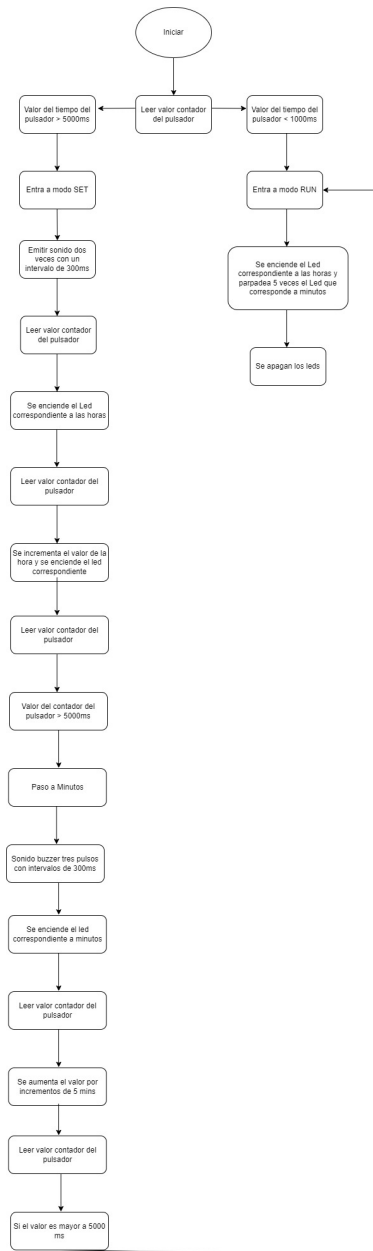 Iniciar
Valor del tiempo del
pulsador > 5000ms
Leer valor contador
del pulsador
Valor del tiempo del
pulsador < 1000ms
Entra a modo SET
Entra a modo RUN
Emitir sonido dos
veces con un
intervalo de 300ms
Se enciende el Led
correspondiente a las horas y
parpadea 5 veces el Led que
corresponde a minutos
Leer valor contador
del pulsador
Se apagan los leds
Se enciende el Led
correspondiente a las horas
Leer valor contador del
pulsador
Se incrementa el valor de la
hora y se enciende el led
correspondiente
Leer valor contador del
pulsador
Valor del contador del
pulsador > 5000ms
Paso a Minutos
Sonido buzzer tres pulsos
con intervalos de 300ms
Se enciende el led
correspondiente a minutos
Leer valor contador del
pulsador
Se aumenta el valor por
incrementos de 5 mins
Leer valor contador del
pulsador
Si el valor es mayor a 5000
ms